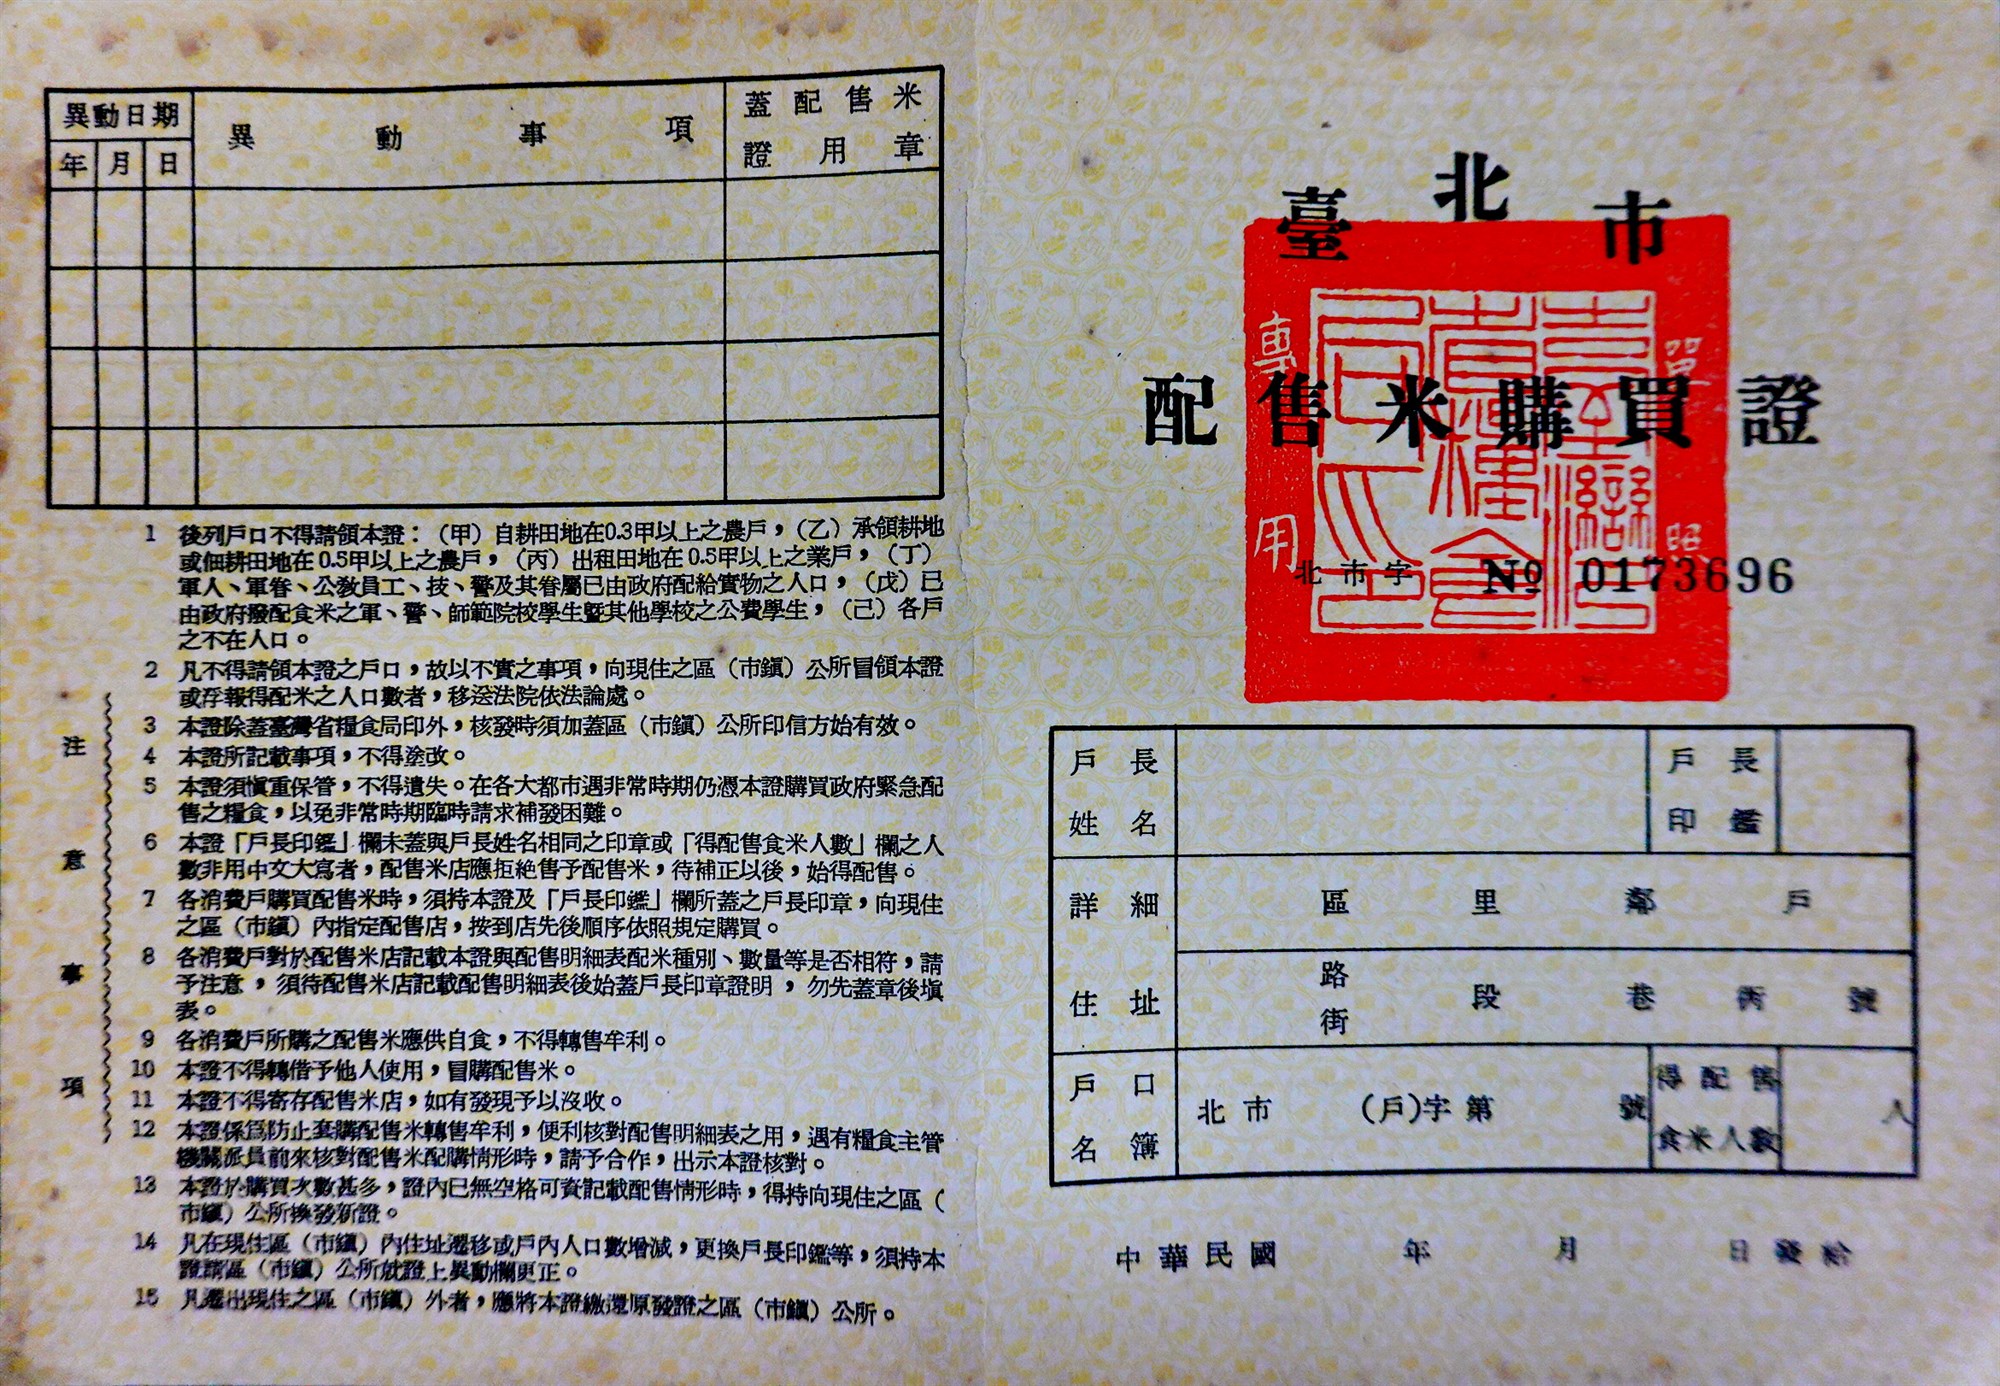 異動日期
年 月 日
異動事項
蓋配售米
證用章
注意事項
1 後列戶口不得請領本證：（甲）自耕田地在0.3甲以上之農戶，（乙）承領耕地
或佃耕田地在0.5甲以上之農戶，（丙）出租田地在0.5甲以上之業戶，（丁）
軍人、軍眷、公教員工、技、警及其眷屬已由政府配給實物之人口，（戊）已
由政府撥配食米之軍、警、師範院校學生暨其他學校之公費學生，（己）各戶
之不在人口。
2 凡不得請領本證之戶口，故以不實之事項，向現住之區（市鎮）公所冒領本證
或浮報得配米之人口數者，移送法院依法論處。
3 本證除蓋臺灣省糧食局印外，核發時須加蓋區（市鎮）公所印信方始有效。
4 本證所記載事項，不得塗改。
5 本證須慎重保管，不得遺失。在各大都市遇非常時期仍憑本證購買政府緊急配
售之糧食，以免非常時期臨時請求補發困難。
6 本證「戶長印鑑」欄未蓋與戶長姓名相同之印章或「得配售食米人數」欄之人
數非用中文大寫者，配售米店應拒絕售予配售米，待補正以後，始得配售。
7 各消費戶購買配售米時，須持本證及「戶長印鑑」欄所蓋之戶長印章，向現住
之區（市鎮）內指定配售店，按到店先後順序依照規定購買。
8 各消費戶對於配售米店記載本證與配售明細表配米種別、數量等是否相符，請
予注意，須待配售米店記載配售明細表後始蓋戶長印章證明，勿先蓋章後塡
表。
9 各消費戶所購之配售米應供自食，不得轉售牟利。
10 本證不得轉借予他人使用，冒購配售米。
11 本證不得寄存配售米店，如有發現予以沒收。
12 本證係爲防止套購配售米轉售牟利，便利核對配售明細表之用，遇有糧食主管
機關派員前來核對配售米配購情形時，請予合作，出示本證核對。
13 本證於購買次數甚多，證內已無空格可資記載配售情形時，得持向現住之區（
市鎮）公所換發新證。
14 凡在現住區（市鎮）內住址遷移或戶內人口數增減，更換戶長印鑑等，須持本
證請區（市鎮）公所就證上異動欄更正。
15 凡遷出現住之區（市鎮）外者，應將本證繳還原發證之區（市鎮）公所。
臺北市
配售米購買證
臺灣省糧食局之印
單照
專用
北市字 № 0173696
戶長姓名
戶長印鑑
詳細住址
區 里 鄰 戶
路街 段 巷 衖 號
戶口名簿
北市 (戶)字第 號
得配售食米人數
人
中華民國 年 月 日發給